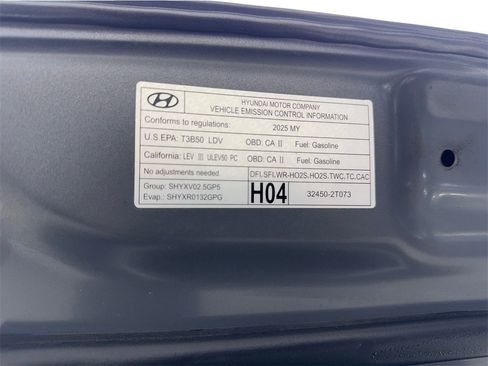 HYUNDAI MOTOR COMPANY
VEHICLE EMISSION CONTROL INFORMATION
Conforms to regulations: 2025 MY
U.S.EPA: T3B50 LDV OBD: CA II Fuel: Gasoline
California: LEV III ULEV50 PC OBD: CA II Fuel: Gasoline
No adjustments needed. DFI.SFI.WR-HO2S.HO2S.TWC.TC.CAC
Group: SHYXV02.5GP5
Evap.: SHYXR0132GPG
H04 32450-2T073